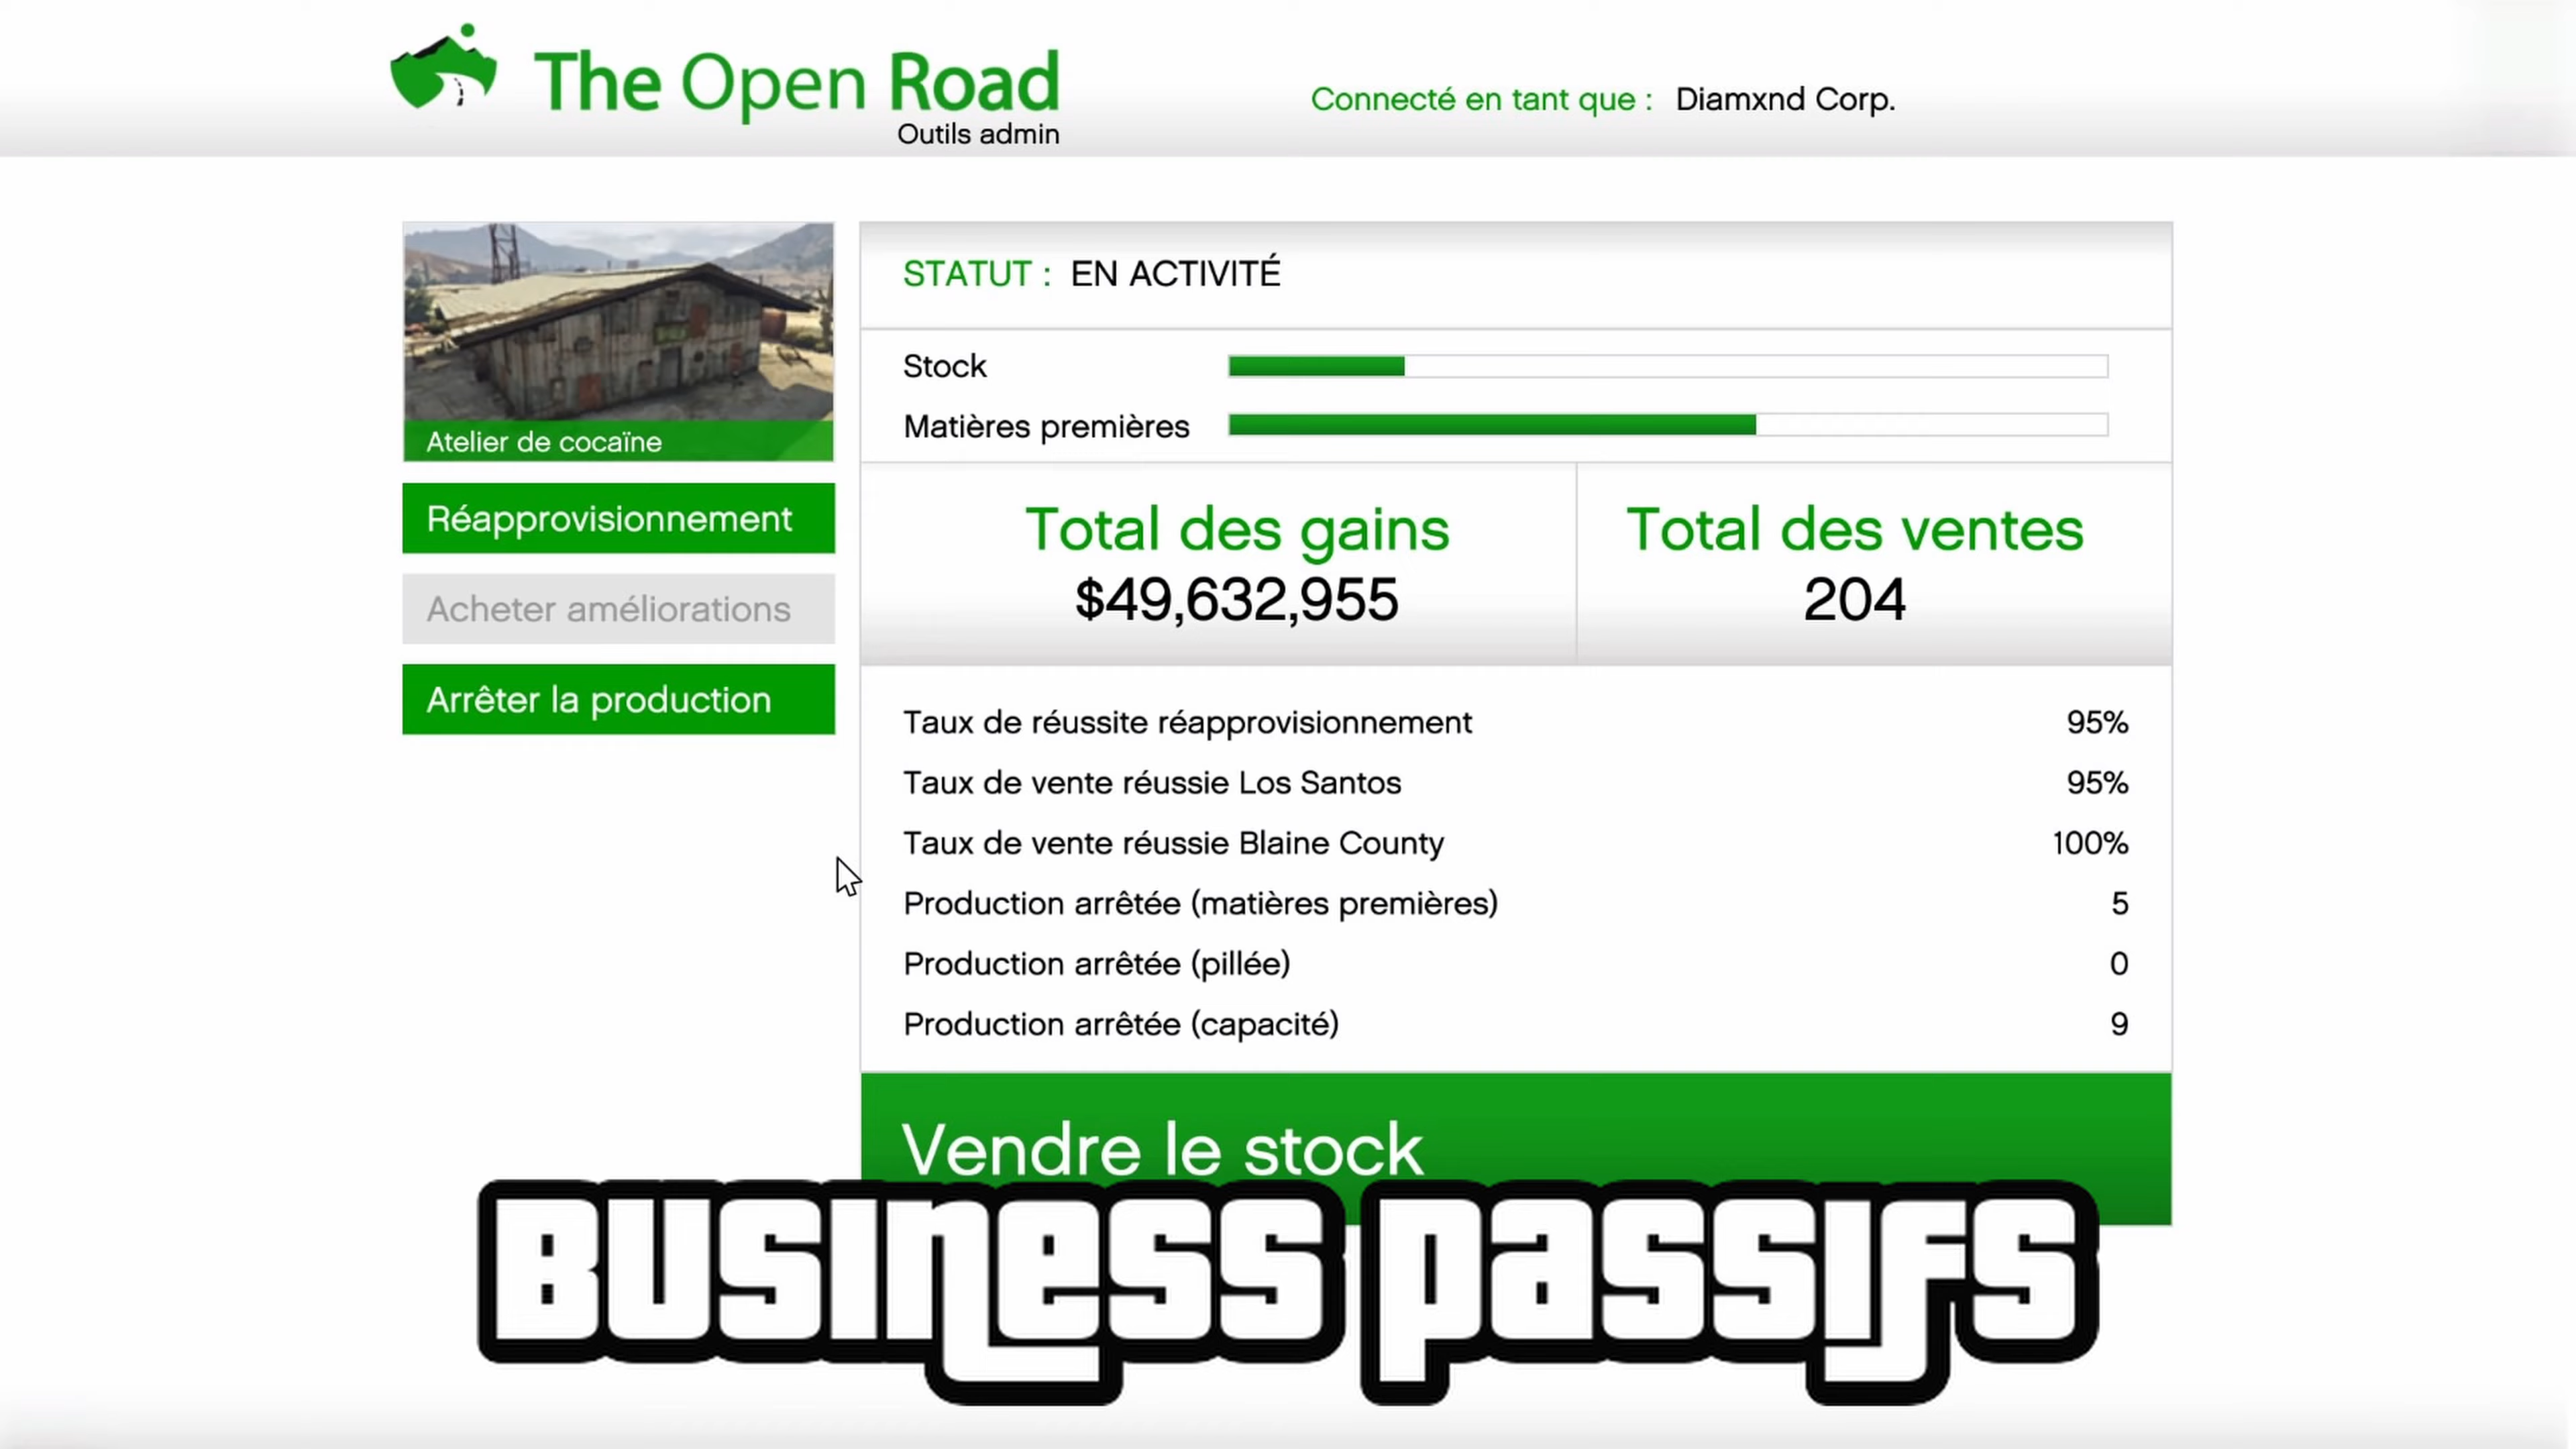 The Open Road
Outils admin
Connecté en tant que : Diamxnd Corp.
Atelier de cocaïne
Réapprovisionnement
Acheter améliorations
Arrêter la production
STATUT : EN ACTIVITÉ
Stock
Matières premières
Total des gains
$49,632,955
Total des ventes
204
Taux de réussite réapprovisionnement 95%
Taux de vente réussie Los Santos 95%
Taux de vente réussie Blaine County 100%
Production arrêtée (matières premières) 5
Production arrêtée (pillée) 0
Production arrêtée (capacité) 9
Vendre le stock
Business passifs